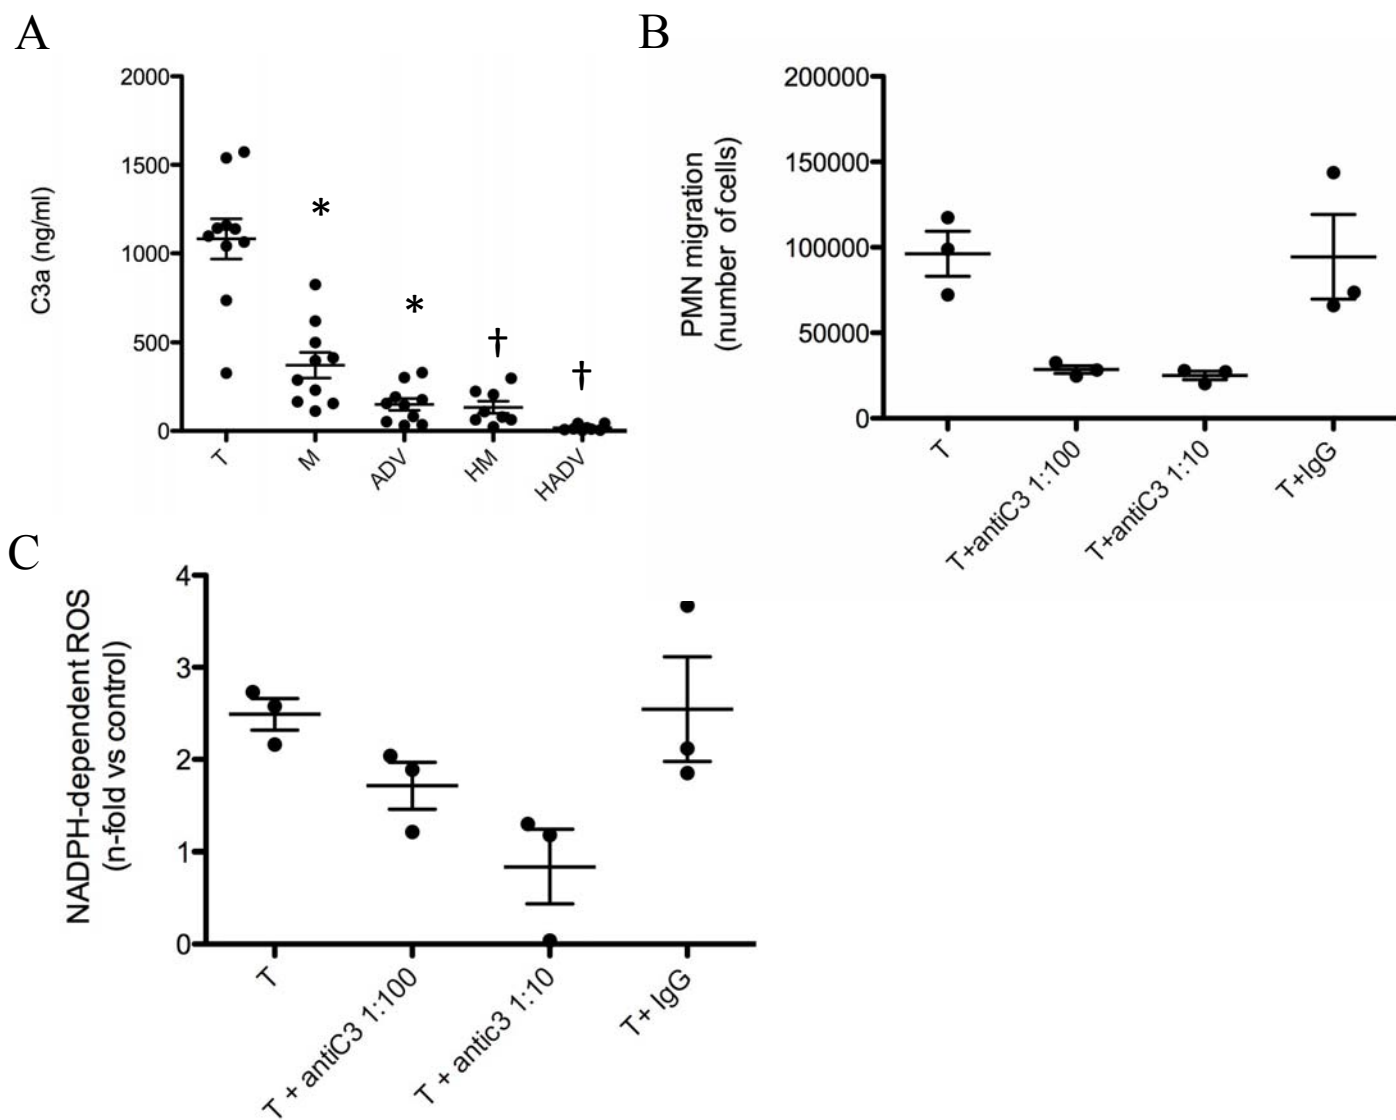 A
C3a (ng/ml)
2000
1500
1000
500
0
*
*
†
†
T
M
ADV
HM
HADV
B
PMN migration
(number of cells)
200000
150000
100000
50000
0
T
T+antiC3 1:100
T+antiC3 1:10
T+IgG
C
NADPH-dependent ROS
(n-fold vs control)
4
3
2
1
0
T
T + antiC3 1:100
T + antic3 1:10
T+ IgG